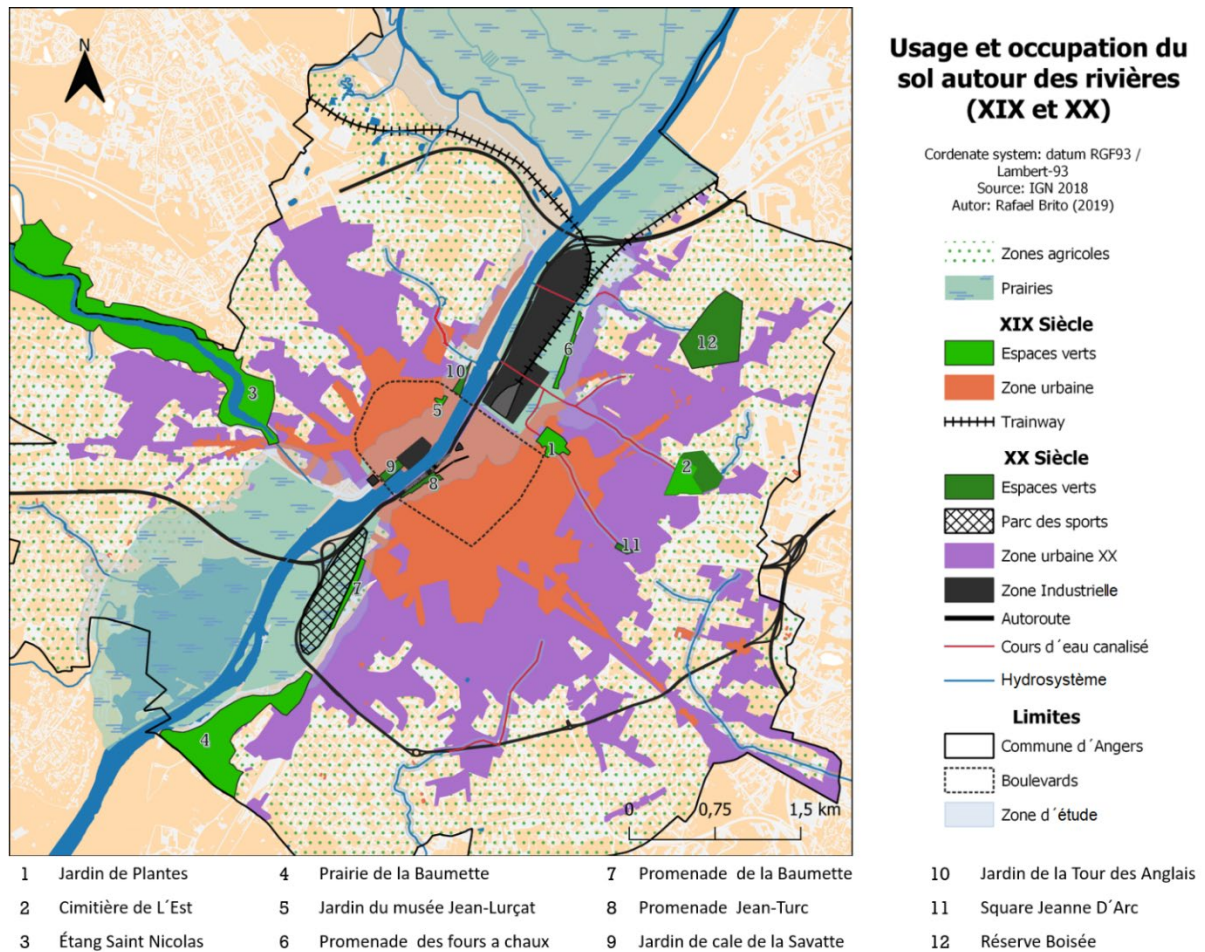 N
3
12
6
10
5
1
2
9
8
11
7
4
0 0,75 1,5 km
Usage et occupation du
sol autour des rivières
(XIX et XX)
Cordenate system: datum RGF93 /
Lambert-93
Source: IGN 2018
Autor: Rafael Brito (2019)
Zones agricoles
Prairies
XIX Siècle
Espaces verts
Zone urbaine
Trainway
XX Siècle
Espaces verts
Parc des sports
Zone urbaine XX
Zone Industrielle
Autoroute
Cours d´eau canalisé
Hydrosystème
Limites
Commune d´Angers
Boulevards
Zone d´étude
1 Jardin de Plantes
2 Cimitière de L´Est
3 Étang Saint Nicolas
4 Prairie de la Baumette
5 Jardin du musée Jean-Lurçat
6 Promenade des fours a chaux
7 Promenade de la Baumette
8 Promenade Jean-Turc
9 Jardin de cale de la Savatte
10 Jardin de la Tour des Anglais
11 Square Jeanne D´Arc
12 Réserve Boisée